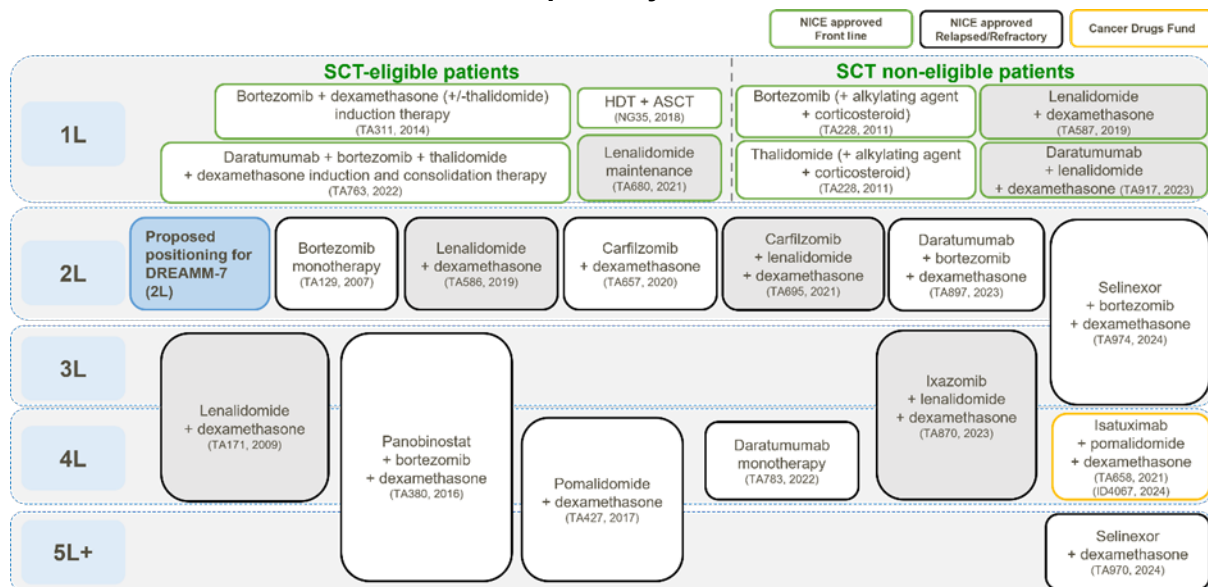 NICE approved
Front line
NICE approved
Relapsed/Refractory
Cancer Drugs Fund
SCT-eligible patients
SCT non-eligible patients
1L
Bortezomib + dexamethasone (+/-thalidomide)
induction therapy
(TA311, 2014)
HDT + ASCT
(NG35, 2018)
Bortezomib (+ alkylating agent
+ corticosteroid)
(TA228, 2011)
Lenalidomide
+ dexamethasone
(TA587, 2019)
Daratumumab + bortezomib + thalidomide
+ dexamethasone induction and consolidation therapy
(TA763, 2022)
Lenalidomide
maintenance
(TA680, 2021)
Thalidomide (+ alkylating agent
+ corticosteroid)
(TA228, 2011)
Daratumumab
+ lenalidomide
+ dexamethasone (TA917, 2023)
2L
Proposed
positioning for
DREAMM-7
(2L)
Bortezomib
monotherapy
(TA129, 2007)
Lenalidomide
+ dexamethasone
(TA586, 2019)
Carfilzomib
+ dexamethasone
(TA657, 2020)
Carfilzomib
+ lenalidomide
+ dexamethasone
(TA695, 2021)
Daratumumab
+ bortezomib
+ dexamethasone
(TA897, 2023)
Selinexor
+ bortezomib
+ dexamethasone
(TA974, 2024)
3L
Lenalidomide
+ dexamethasone
(TA171, 2009)
Panobinostat
+ bortezomib
+ dexamethasone
(TA380, 2016)
Ixazomib
+ lenalidomide
+ dexamethasone
(TA870, 2023)
4L
Pomalidomide
+ dexamethasone
(TA427, 2017)
Daratumumab
monotherapy
(TA783, 2022)
Isatuximab
+ pomalidomide
+ dexamethasone
(TA658, 2021)
(ID4067, 2024)
5L+
Selinexor
+ dexamethasone
(TA970, 2024)